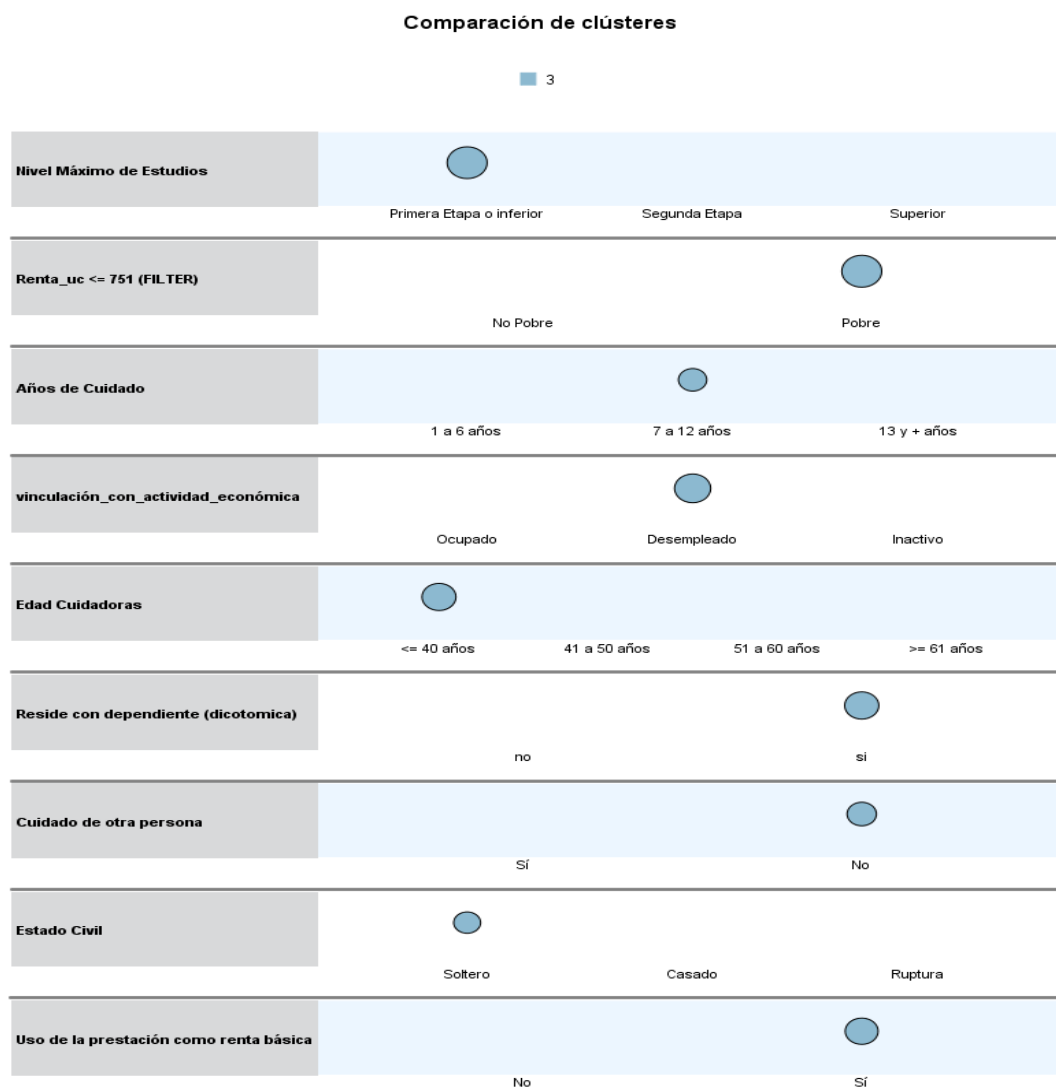 Comparación de clústeres
3
Nivel Máximo de Estudios
Primera Etapa o inferior Segunda Etapa Superior
Renta_uc <= 751 (FILTER)
No Pobre Pobre
Años de Cuidado
1 a 6 años 7 a 12 años 13 y + años
vinculación_con_actividad_económica
Ocupado Desempleado Inactivo
Edad Cuidadoras
<= 40 años 41 a 50 años 51 a 60 años >= 61 años
Reside con dependiente (dicotomica)
no si
Cuidado de otra persona
Sí No
Estado Civil
Soltero Casado Ruptura
Uso de la prestación como renta básica
No Sí